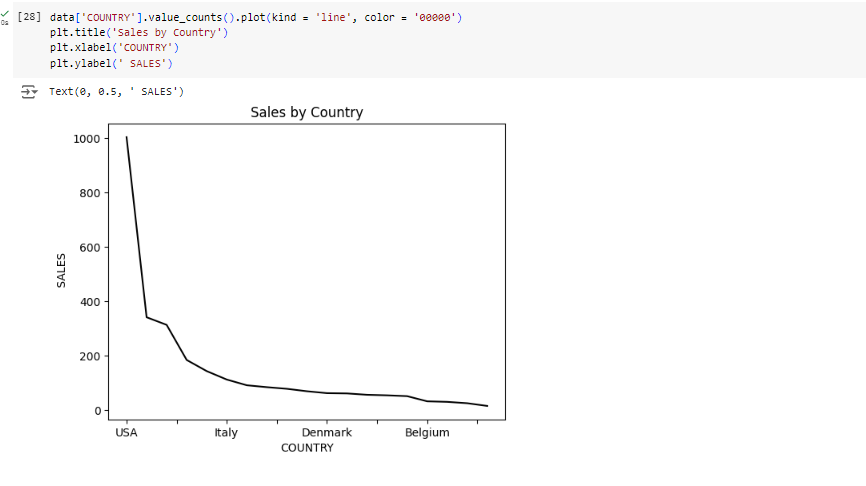 [28] data['COUNTRY'].value_counts().plot(kind = 'line', color = '00000')
plt.title('Sales by Country')
plt.xlabel('COUNTRY')
plt.ylabel(' SALES')
0s
Text(0, 0.5, ' SALES')
Sales by Country
1000
800
600
400
200
0
SALES
USA Italy Denmark Belgium
COUNTRY